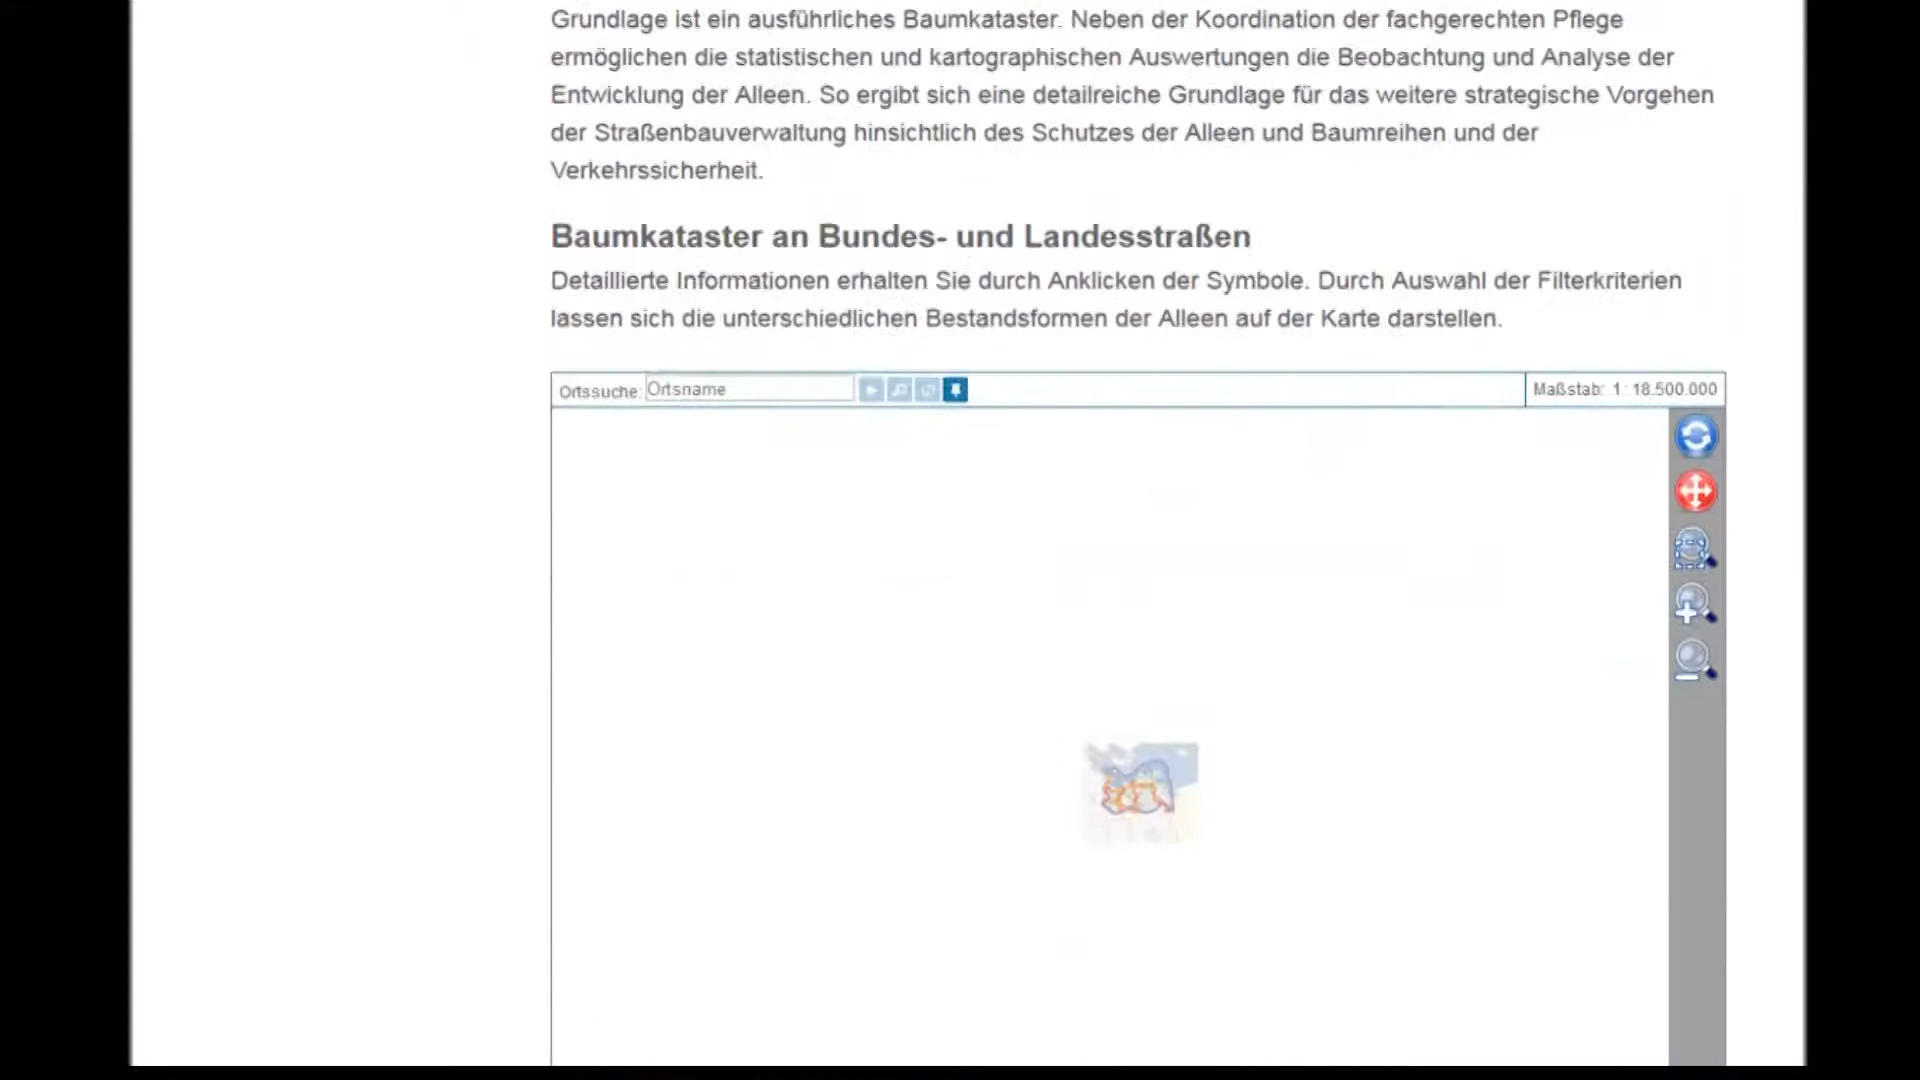 Grundlage ist ein ausführliches Baumkataster. Neben der Koordination der fachgerechten Pflege
ermöglichen die statistischen und kartographischen Auswertungen die Beobachtung und Analyse der
Entwicklung der Alleen. So ergibt sich eine detailreiche Grundlage für das weitere strategische Vorgehen
der Straßenbauverwaltung hinsichtlich des Schutzes der Alleen und Baumreihen und der
Verkehrssicherheit.
Baumkataster an Bundes- und Landesstraßen
Detaillierte Informationen erhalten Sie durch Anklicken der Symbole. Durch Auswahl der Filterkriterien
lassen sich die unterschiedlichen Bestandsformen der Alleen auf der Karte darstellen.
Ortssuche: Ortsname Maßstab: 1 : 18.500.000